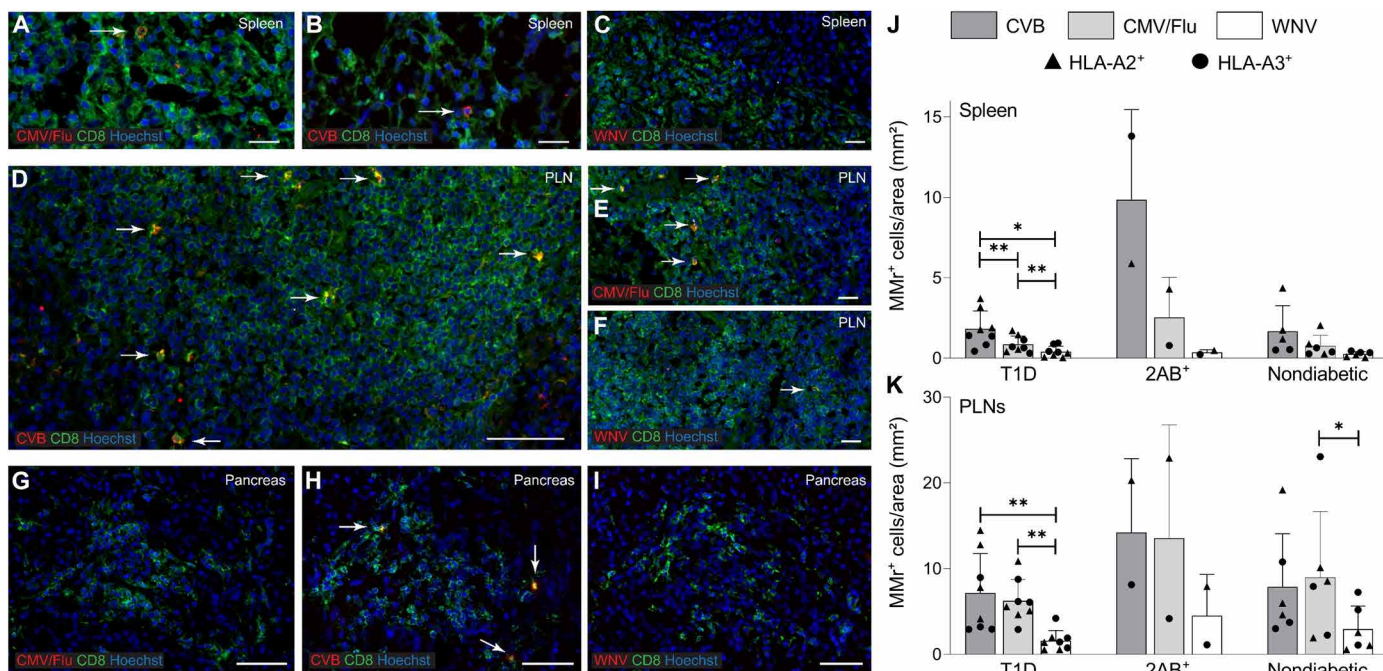 A
Spleen
CMV/Flu CD8 Hoechst
B
Spleen
CVB CD8 Hoechst
C
Spleen
WNV CD8 Hoechst
D
PLN
CVB CD8 Hoechst
PLN
E
CMV/Flu CD8 Hoechst
F
PLN
WNV CD8 Hoechst
G
Pancreas
CMV/Flu CD8 Hoechst
H
Pancreas
CVB CD8 Hoechst
I
Pancreas
WNV CD8 Hoechst
J
CVB CMV/Flu WNV
▲ HLA-A2⁺ ● HLA-A3⁺
Spleen
MMr⁺ cells/area (mm²)
15
10
5
0
*
** **
T1D 2AB⁺ Nondiabetic
K
PLNs
MMr⁺ cells/area (mm²)
30
20
10
0
**
**
*
T1D 2AB⁺ Nondiabetic